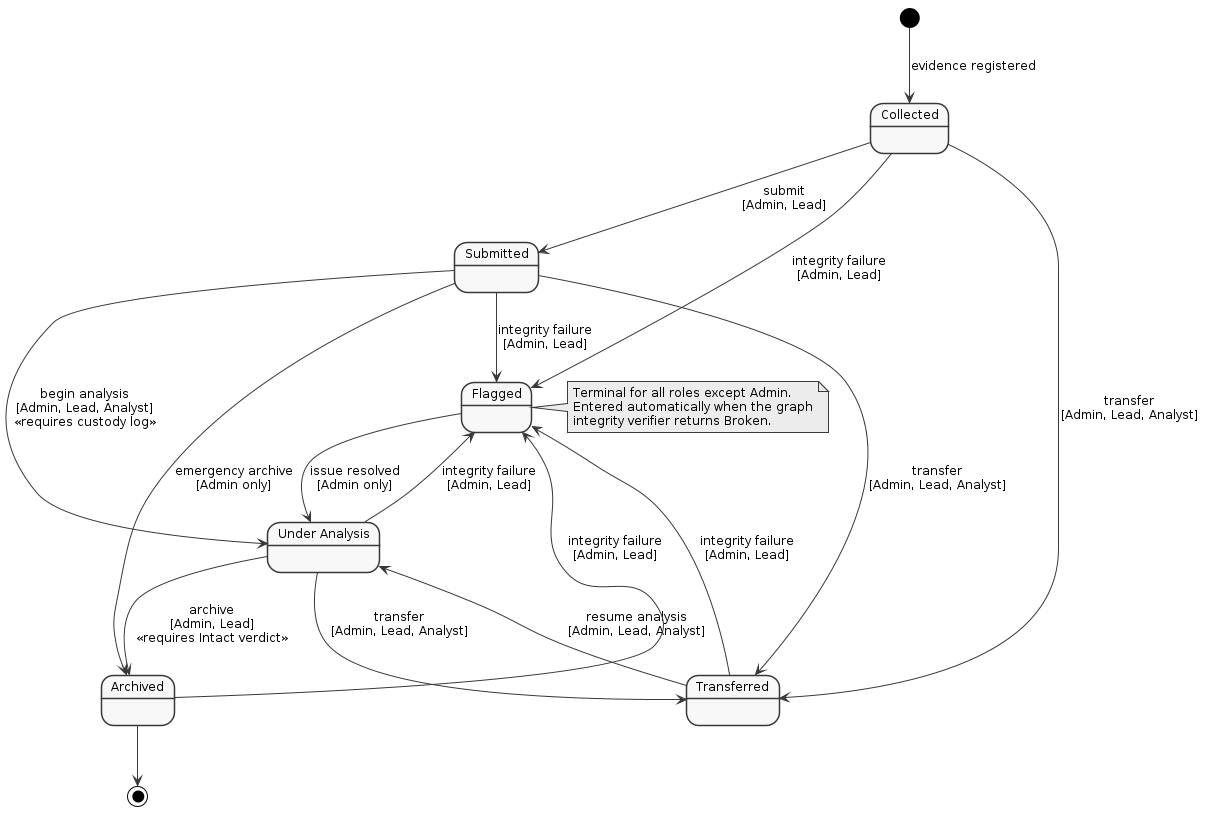 evidence registered
Collected
submit
[Admin, Lead]
Submitted
integrity failure
[Admin, Lead]
integrity failure
[Admin, Lead]
Flagged
Terminal for all roles except Admin.
Entered automatically when the graph
integrity verifier returns Broken.
begin analysis
[Admin, Lead, Analyst]
«requires custody log»
transfer
[Admin, Lead, Analyst]
emergency archive
[Admin only]
issue resolved
[Admin only]
integrity failure
[Admin, Lead]
transfer
[Admin, Lead, Analyst]
Under Analysis
integrity failure
[Admin, Lead]
integrity failure
[Admin, Lead]
archive
[Admin, Lead]
«requires Intact verdict»
transfer
[Admin, Lead, Analyst]
resume analysis
[Admin, Lead, Analyst]
Archived
Transferred